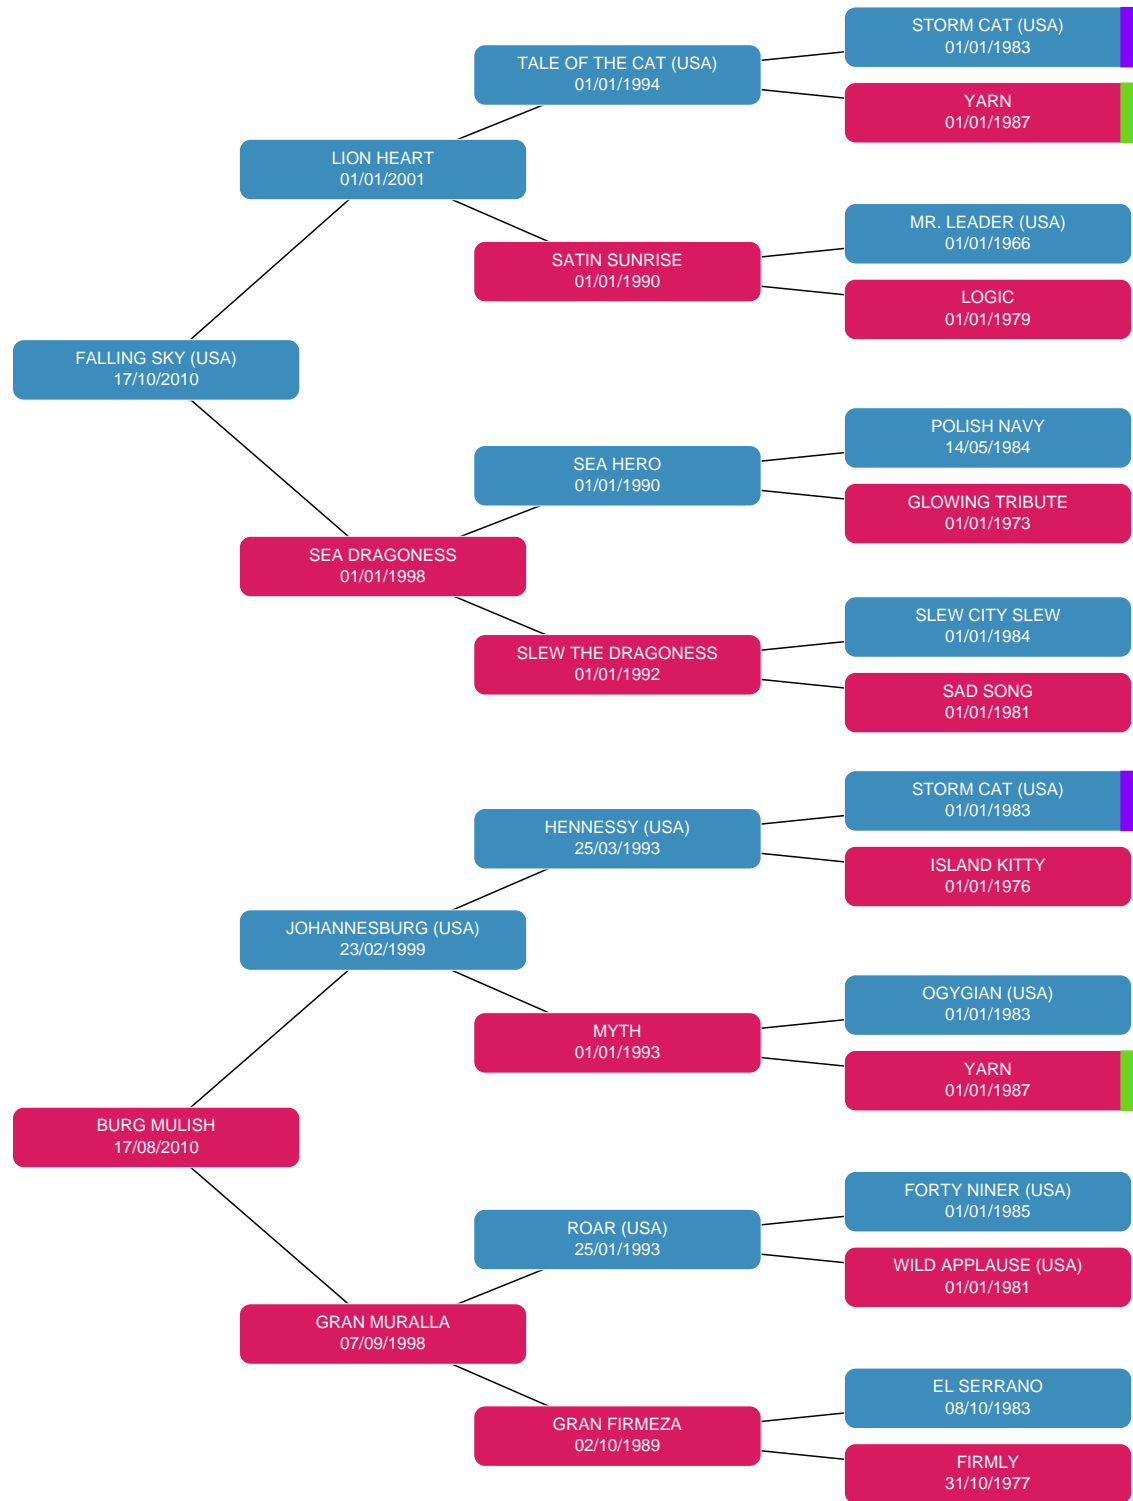 STORM CAT (USA)
01/01/1983
TALE OF THE CAT (USA)
01/01/1994
YARN
01/01/1987
LION HEART
01/01/2001
MR. LEADER (USA)
01/01/1966
SATIN SUNRISE
01/01/1990
LOGIC
01/01/1979
FALLING SKY (USA)
17/10/2010
POLISH NAVY
14/05/1984
SEA HERO
01/01/1990
GLOWING TRIBUTE
01/01/1973
SEA DRAGONESS
01/01/1998
SLEW CITY SLEW
01/01/1984
SLEW THE DRAGONESS
01/01/1992
SAD SONG
01/01/1981
STORM CAT (USA)
01/01/1983
HENNESSY (USA)
25/03/1993
ISLAND KITTY
01/01/1976
JOHANNESBURG (USA)
23/02/1999
OGYGIAN (USA)
01/01/1983
MYTH
01/01/1993
YARN
01/01/1987
BURG MULISH
17/08/2010
FORTY NINER (USA)
01/01/1985
ROAR (USA)
25/01/1993
WILD APPLAUSE (USA)
01/01/1981
GRAN MURALLA
07/09/1998
EL SERRANO
08/10/1983
GRAN FIRMEZA
02/10/1989
FIRMLY
31/10/1977